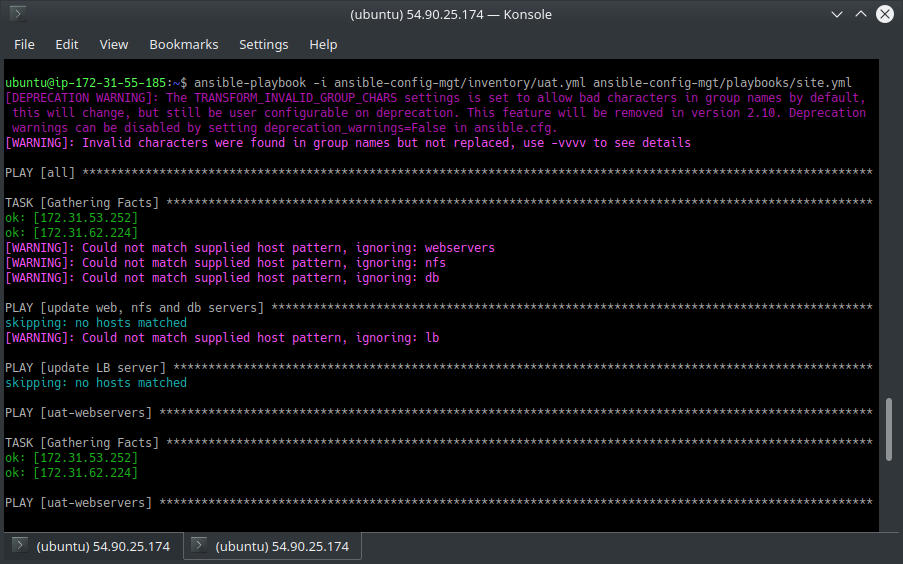 (ubuntu) 54.90.25.174 — Konsole
File Edit View Bookmarks Settings Help
ubuntu@ip-172-31-55-185:~$ ansible-playbook -i ansible-config-mgt/inventory/uat.yml ansible-config-mgt/playbooks/site.yml
[DEPRECATION WARNING]: The TRANSFORM_INVALID_GROUP_CHARS settings is set to allow bad characters in group names by default,
this will change, but still be user configurable on deprecation. This feature will be removed in version 2.10. Deprecation
warnings can be disabled by setting deprecation_warnings=False in ansible.cfg.
[WARNING]: Invalid characters were found in group names but not replaced, use -vvvv to see details
PLAY [all] *****************************************************************************************************************
TASK [Gathering Facts] *****************************************************************************************************
ok: [172.31.53.252]
ok: [172.31.62.224]
[WARNING]: Could not match supplied host pattern, ignoring: webservers
[WARNING]: Could not match supplied host pattern, ignoring: nfs
[WARNING]: Could not match supplied host pattern, ignoring: db
PLAY [update web, nfs and db servers] **************************************************************************************
skipping: no hosts matched
[WARNING]: Could not match supplied host pattern, ignoring: lb
PLAY [update LB server] ****************************************************************************************************
skipping: no hosts matched
PLAY [uat-webservers] ******************************************************************************************************
TASK [Gathering Facts] *****************************************************************************************************
ok: [172.31.53.252]
ok: [172.31.62.224]
PLAY [uat-webservers] ******************************************************************************************************
(ubuntu) 54.90.25.174 (ubuntu) 54.90.25.174